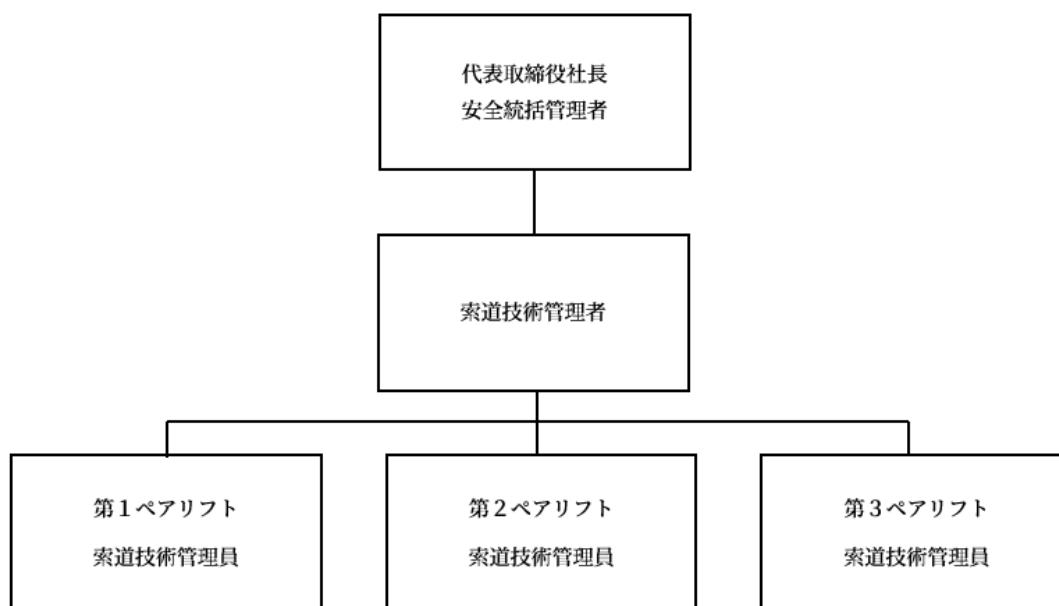 代表取締役社長
安全統括管理者
索道技術管理者
第１ペアリフト
索道技術管理員
第２ペアリフト
索道技術管理員
第３ペアリフト
索道技術管理員